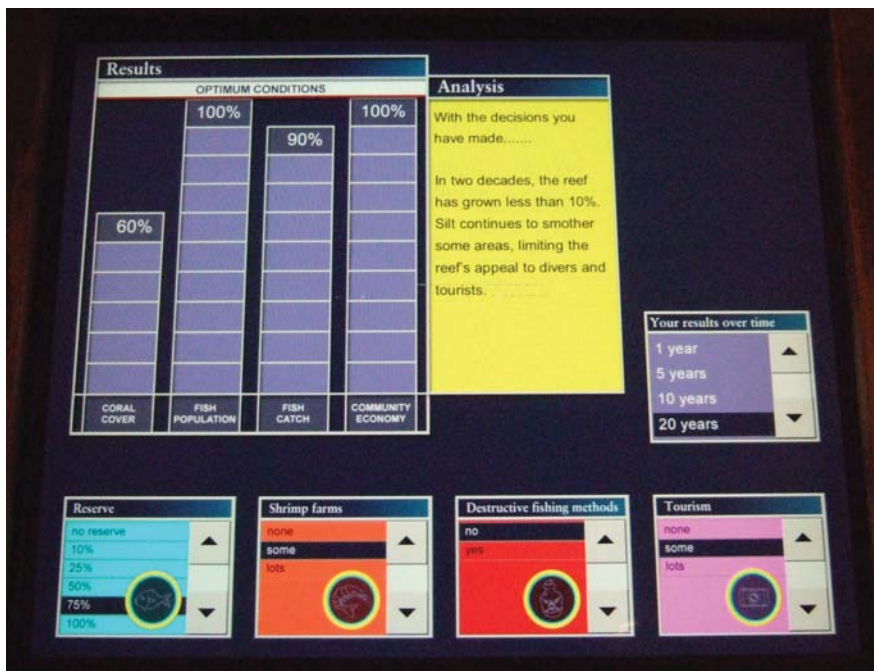 Results
OPTIMUM CONDITIONS
60%
100%
90%
100%
CORAL
COVER
FISH
POPULATION
FISH
CATCH
COMMUNITY
ECONOMY
Analysis
With the decisions you
have made.......
In two decades, the reef
has grown less than 10%.
Silt continues to smother
some areas, limiting the
reef's appeal to divers and
tourists.
Your results over time
1 year
5 years
10 years
20 years
Reserve
no reserve
10%
25%
50%
75%
100%
Shrimp farms
none
some
lots
Destructive fishing methods
no
yes
Tourism
none
some
lots